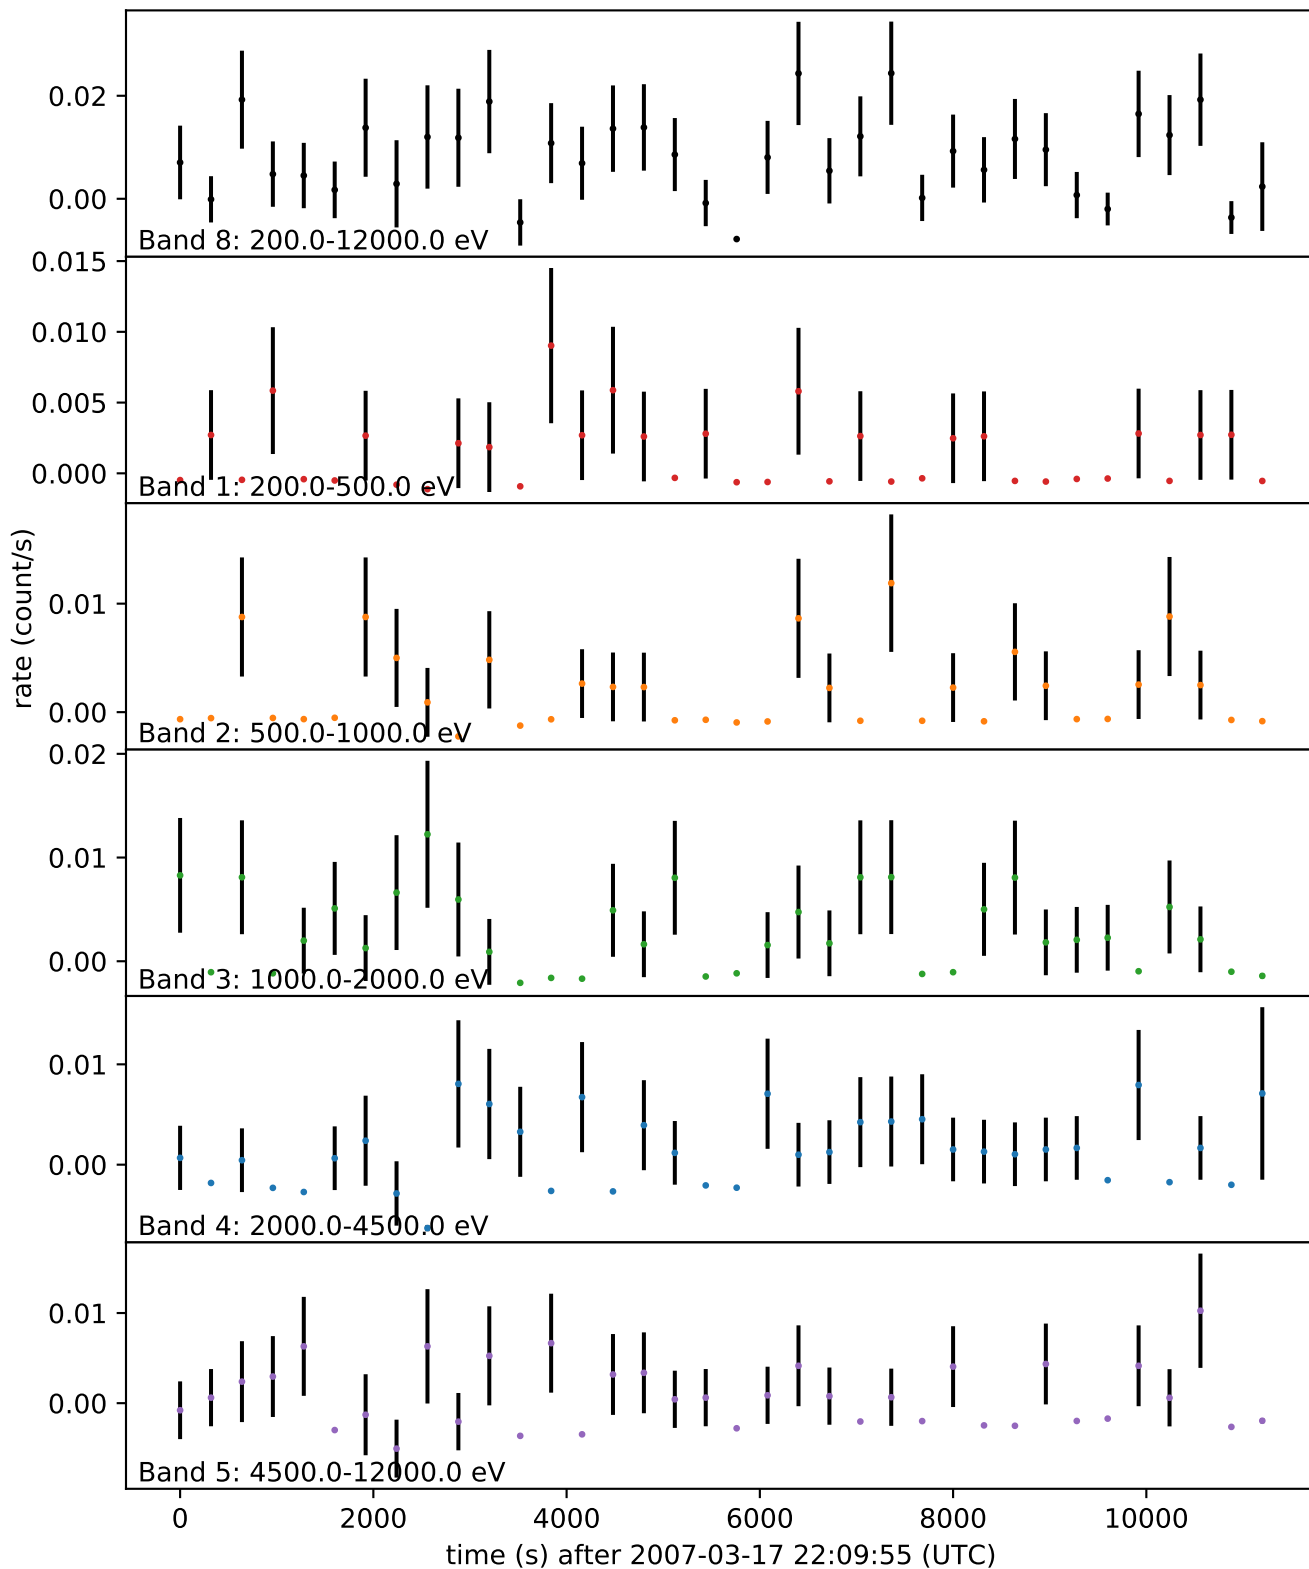 0.02
0.00
Band 8: 200.0-12000.0 eV
0.015
0.010
0.005
0.000
Band 1: 200.0-500.0 eV
rate (count/s)
0.01
0.00
Band 2: 500.0-1000.0 eV
0.02
0.01
0.00
Band 3: 1000.0-2000.0 eV
0.01
0.00
Band 4: 2000.0-4500.0 eV
0.01
0.00
Band 5: 4500.0-12000.0 eV
0 2000 4000 6000 8000 10000
time (s) after 2007-03-17 22:09:55 (UTC)